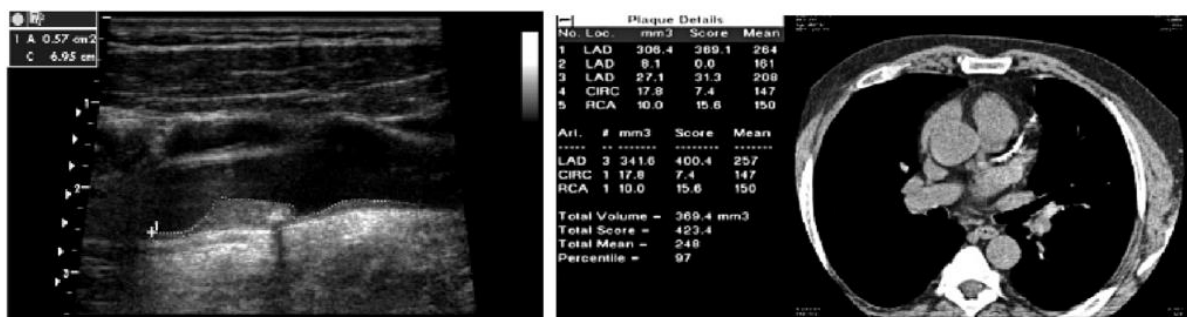 1 A 0.57 cm2
C 6.95 cm
1
2
3
1
Plaque Details
No. Loc. mm3 Score Mean
1 LAD 306.4 369.1 264
2 LAD 8.1 0.0 161
3 LAD 27.1 31.3 208
4 CIRC 17.8 7.4 147
5 RCA 10.0 15.6 150
Art. # mm3 Score Mean
----- -- ------- ------- -----
LAD 3 341.6 400.4 257
CIRC 1 17.8 7.4 147
RCA 1 10.0 15.6 150
Total Volume = 369.4 mm3
Total Score = 423.4
Total Mean = 248
Percentile = 97